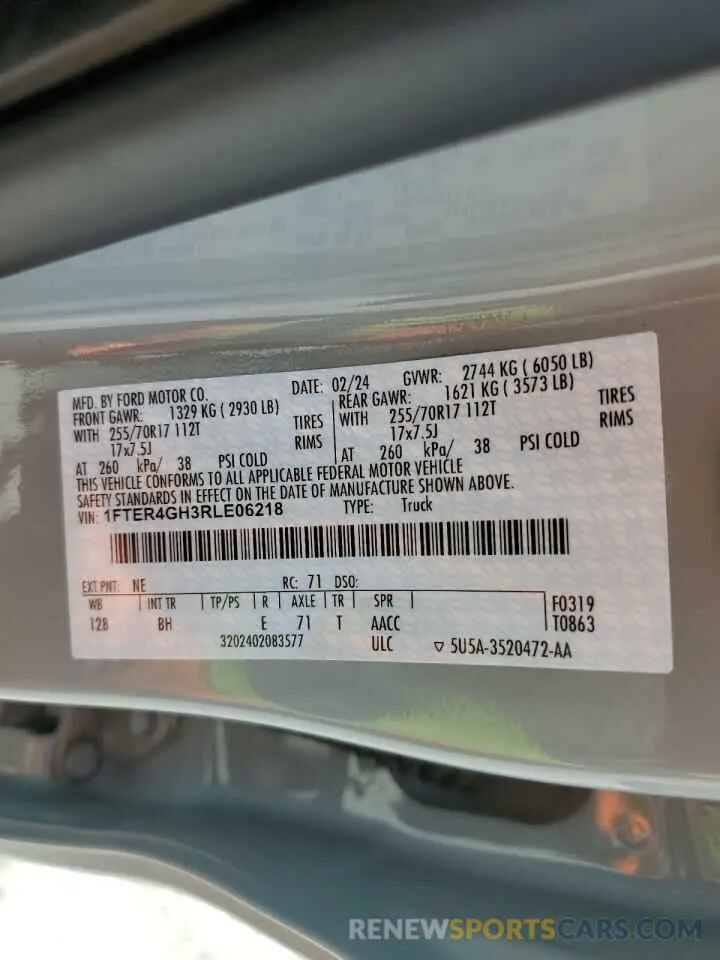 MFD. BY FORD MOTOR CO. DATE: 02/24 GVWR: 2744 KG ( 6050 LB)
FRONT GAWR: 1329 KG ( 2930 LB) REAR GAWR: 1621 KG ( 3573 LB)
WITH 255/70R17 112T TIRES WITH 255/70R17 112T TIRES
17x7.5J RIMS 17x7.5J RIMS
AT 260 kPa/ 38 PSI COLD AT 260 kPa/ 38 PSI COLD
THIS VEHICLE CONFORMS TO ALL APPLICABLE FEDERAL MOTOR VEHICLE
SAFETY STANDARDS IN EFFECT ON THE DATE OF MANUFACTURE SHOWN ABOVE.
VIN: 1FTER4GH3RLE06218 TYPE: Truck
EXT PNT: NE RC: 71 DSO:
WB INT TR TP/PS R AXLE TR SPR F0319
128 BH E 71 T AACC T0863
3202402083577 ULC ▽ 5U5A-3520472-AA
RENEWSPORTSCARS.COM